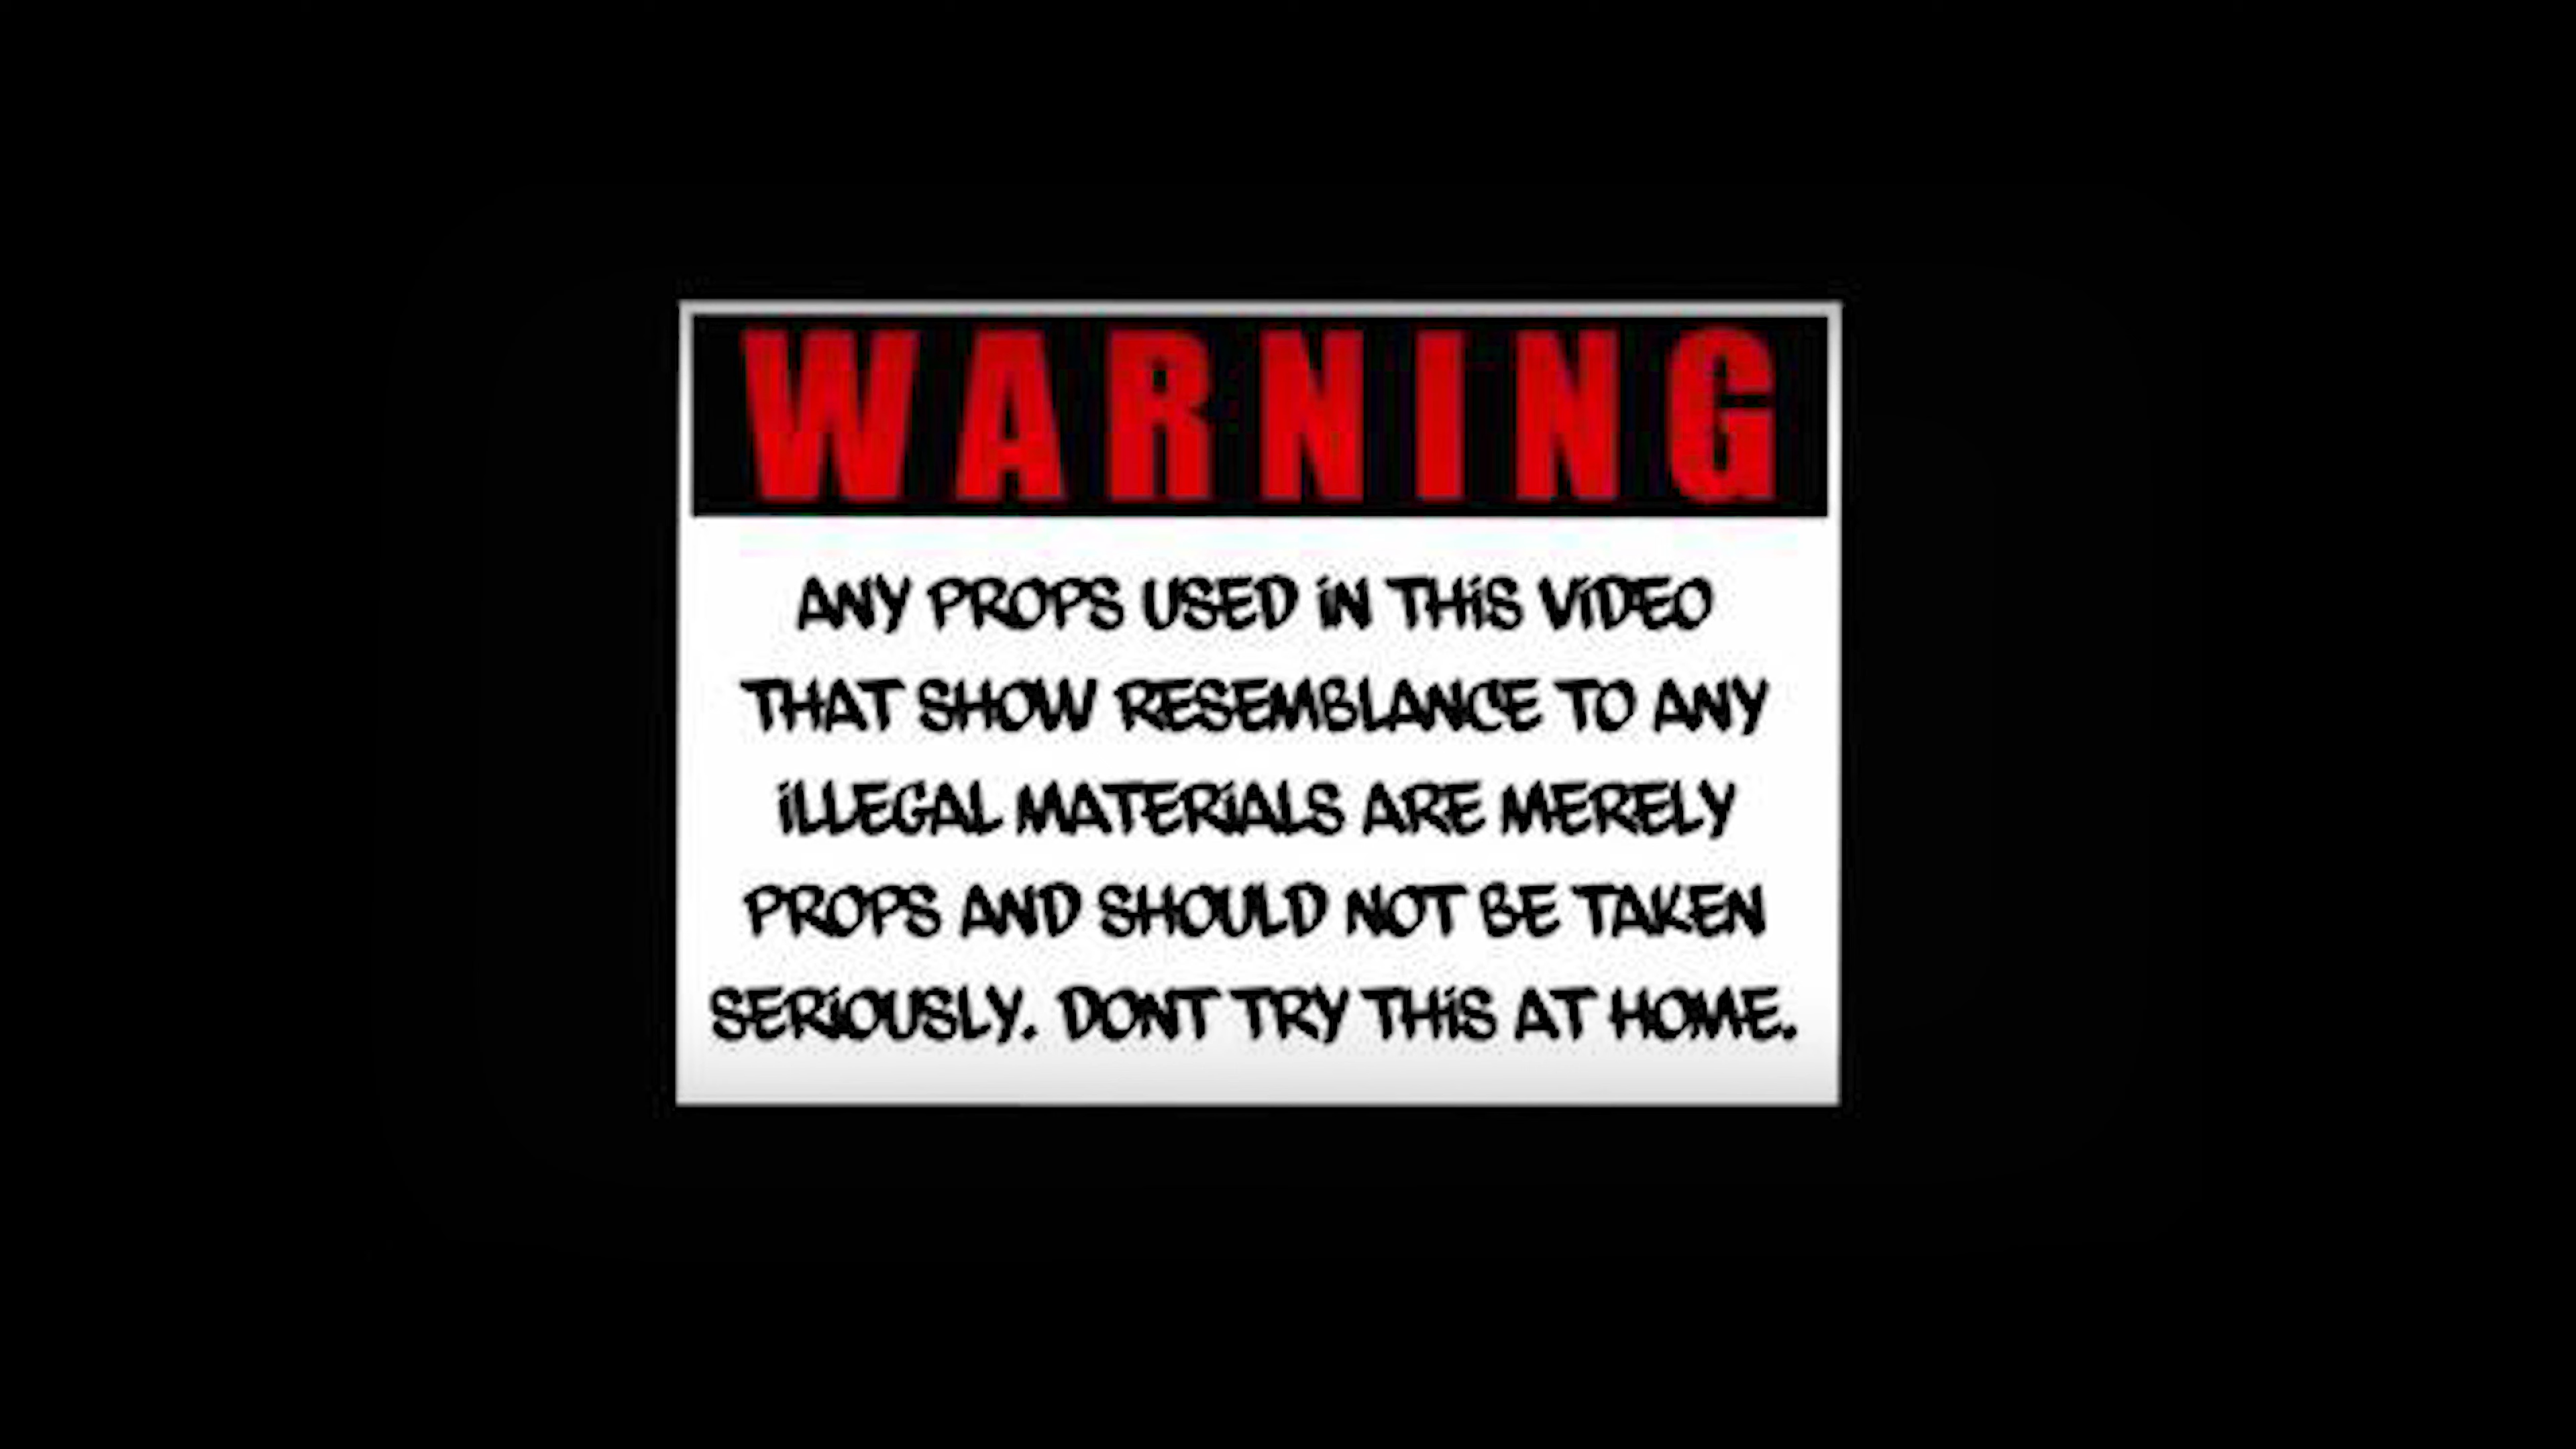 WARNING
ANY PROPS USED iN THiS ViDEO
THAT SHOW RESEMBLANCE TO ANY
iLLEGAL MATERiALS ARE MERELY
PROPS AND SHOULD NOT BE TAKEN
SERiOUSLY. DONT TRY THiS AT HOME.